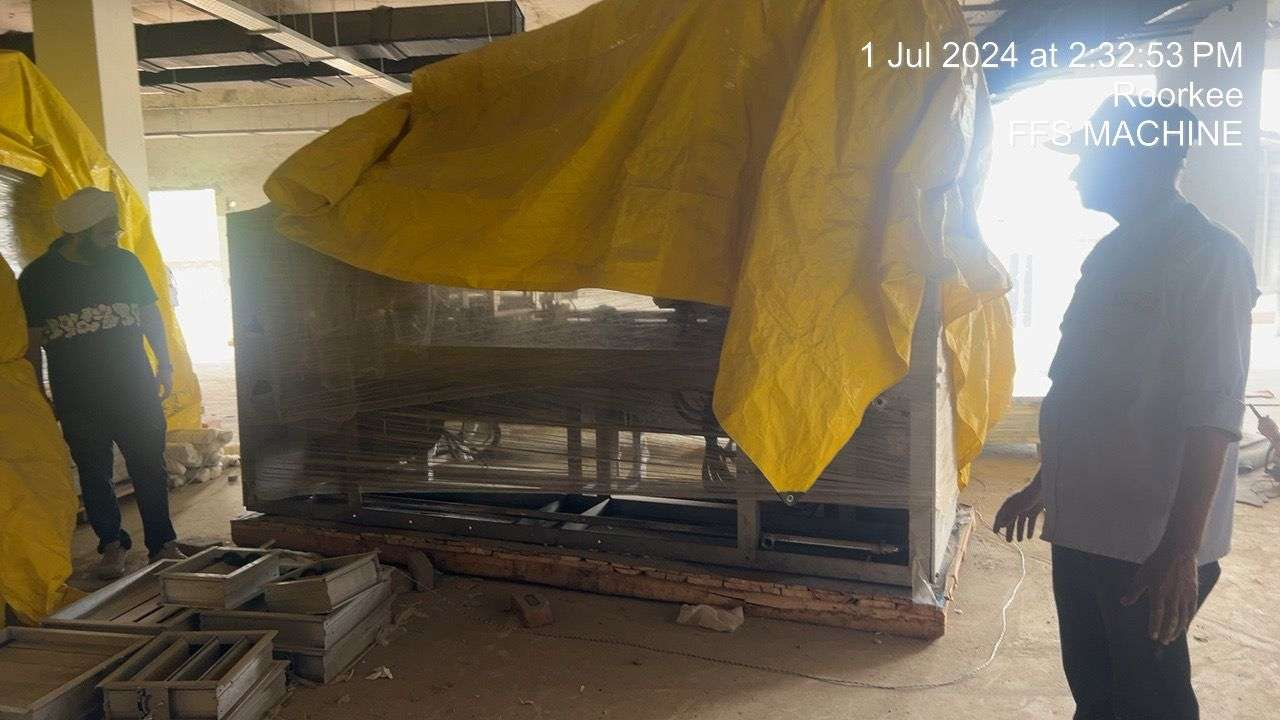 1 Jul 2024 at 2:32:53 PM
Roorkee
FFS MACHINE